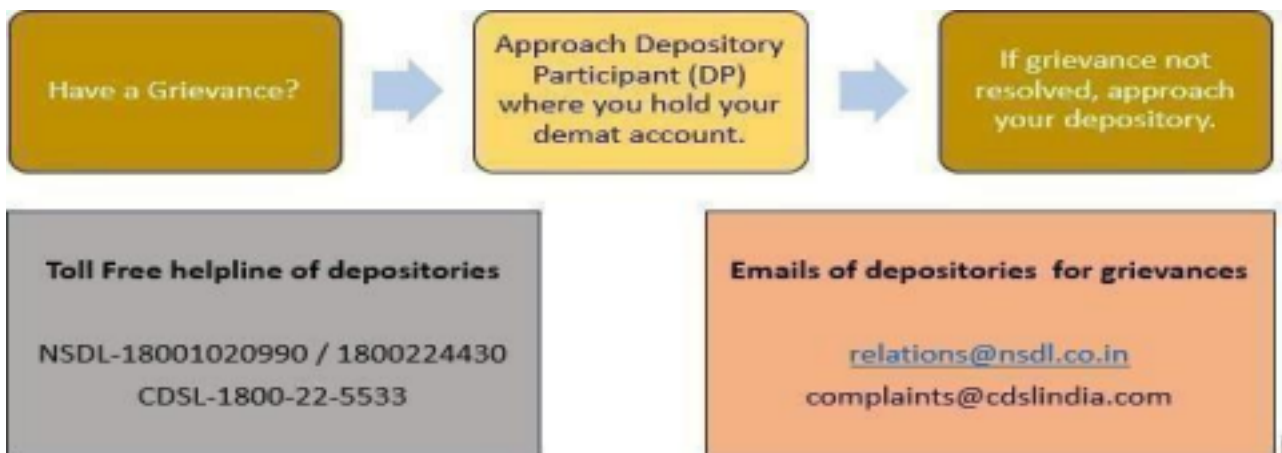 Have a Grievance?
Approach Depository
Participant (DP)
where you hold your
demat account.
If grievance not
resolved, approach
your depository.
Toll Free helpline of depositories
NSDL-18001020990 / 1800224430
CDSL-1800-22-5533
Emails of depositories for grievances
relations@nsdl.co.in
complaints@cdslindia.com